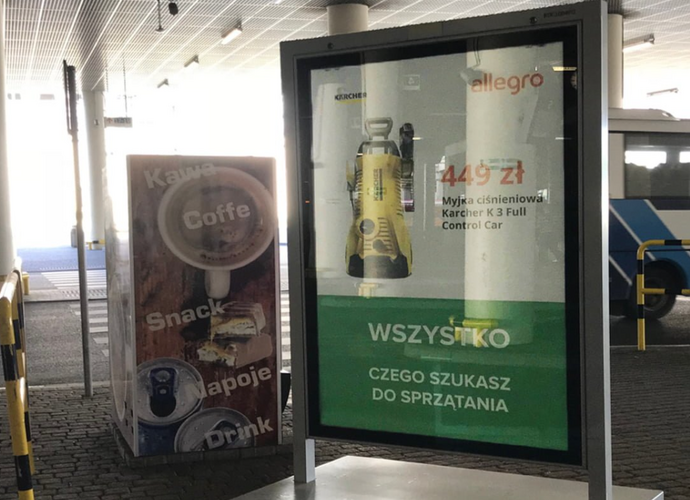 Kawa
Coffe
Snack
Napoje
Drink
KARCHER
allegro
449 zł
Myjka ciśnieniowa
Karcher K 3 Full
Control Car
WSZYSTKO
CZEGO SZUKASZ
DO SPRZĄTANIA